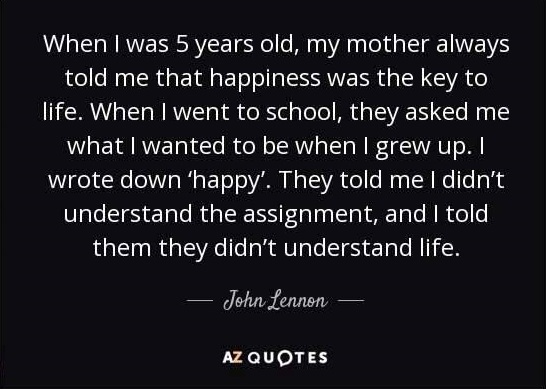 When I was 5 years old, my mother always
told me that happiness was the key to
life. When I went to school, they asked me
what I wanted to be when I grew up. I
wrote down ‘happy’. They told me I didn’t
understand the assignment, and I told
them they didn’t understand life.
— John Lennon —
AZ QUOTES